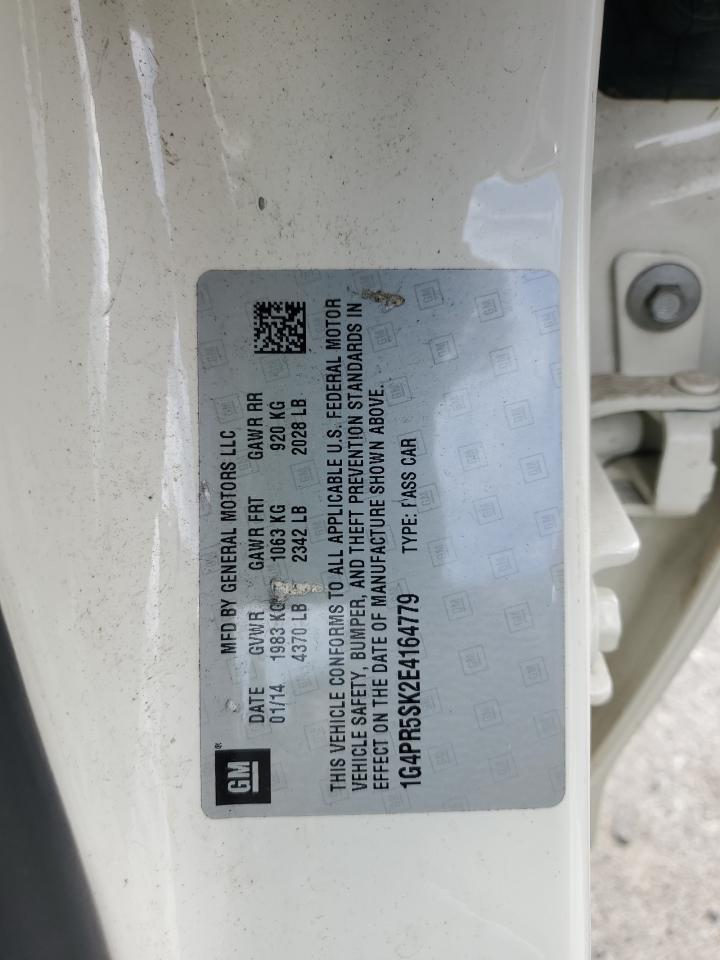 GM®
MFD BY GENERAL MOTORS LLC
DATE GVWR GAWR FRT GAWR RR
01/14 1983 KG 1063 KG 920 KG
4370 LB 2342 LB 2028 LB
THIS VEHICLE CONFORMS TO ALL APPLICABLE U.S. FEDERAL MOTOR
VEHICLE SAFETY, BUMPER, AND THEFT PREVENTION STANDARDS IN
EFFECT ON THE DATE OF MANUFACTURE SHOWN ABOVE.
1G4PR5SK2E4164779 TYPE: PASS CAR